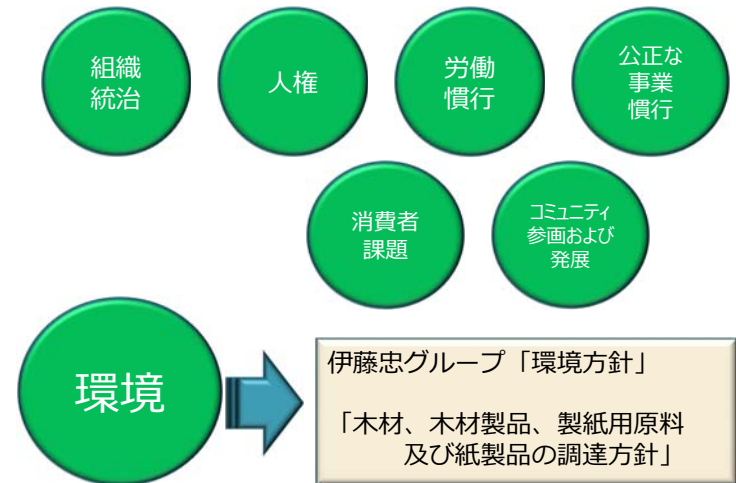 組織
統治
人権
労働
慣行
公正な
事業
慣行
消費者
課題
コミュニティ
参画および
発展
環境
伊藤忠グループ「環境方針」
「木材、木材製品、製紙用原料
及び紙製品の調達方針」